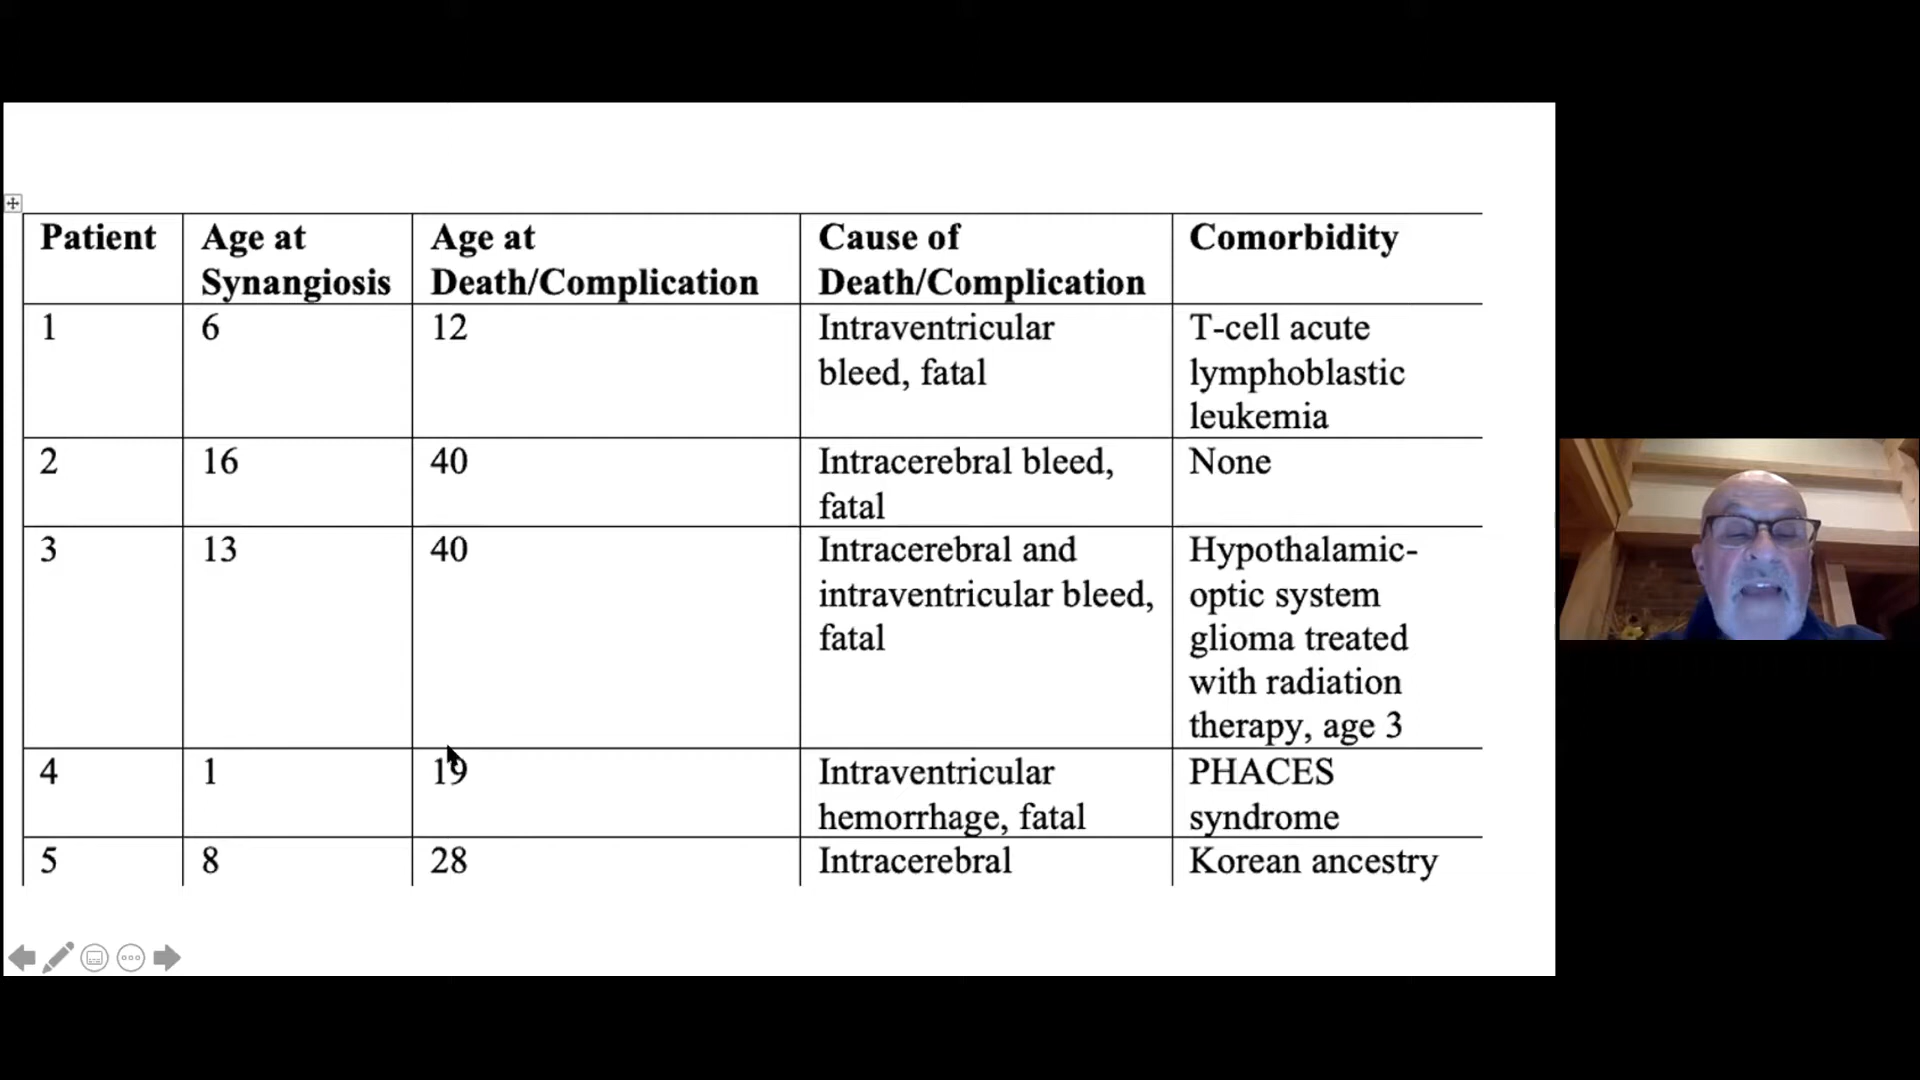 Patient
Age at
Synangiosis
Age at
Death/Complication
Cause of
Death/Complication
Comorbidity
1
6
12
Intraventricular
bleed, fatal
T-cell acute
lymphoblastic
leukemia
2
16
40
Intracerebral bleed,
fatal
None
3
13
40
Intracerebral and
intraventricular bleed,
fatal
Hypothalamic-
optic system
glioma treated
with radiation
therapy, age 3
4
1
19
Intraventricular
hemorrhage, fatal
PHACES
syndrome
5
8
28
Intracerebral
Korean ancestry